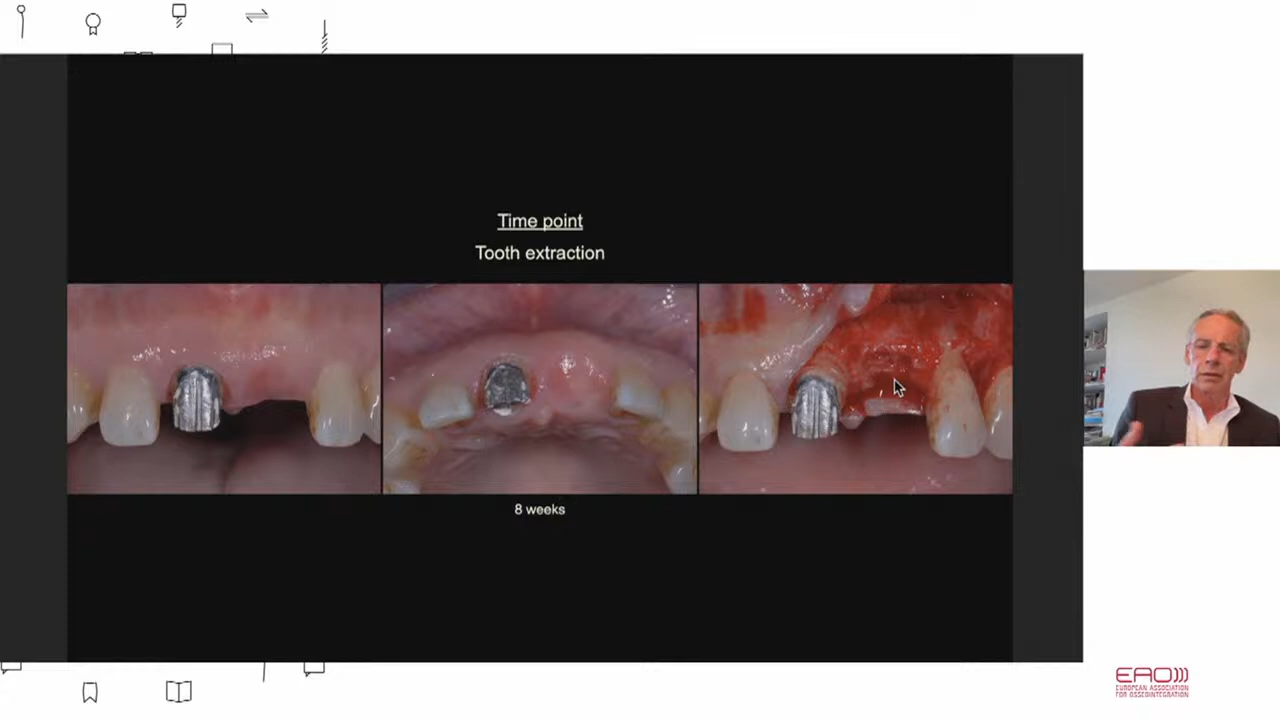 Time point
Tooth extraction
8 weeks
EAO
EUROPEAN ASSOCIATION
FOR OSSEOINTEGRATION